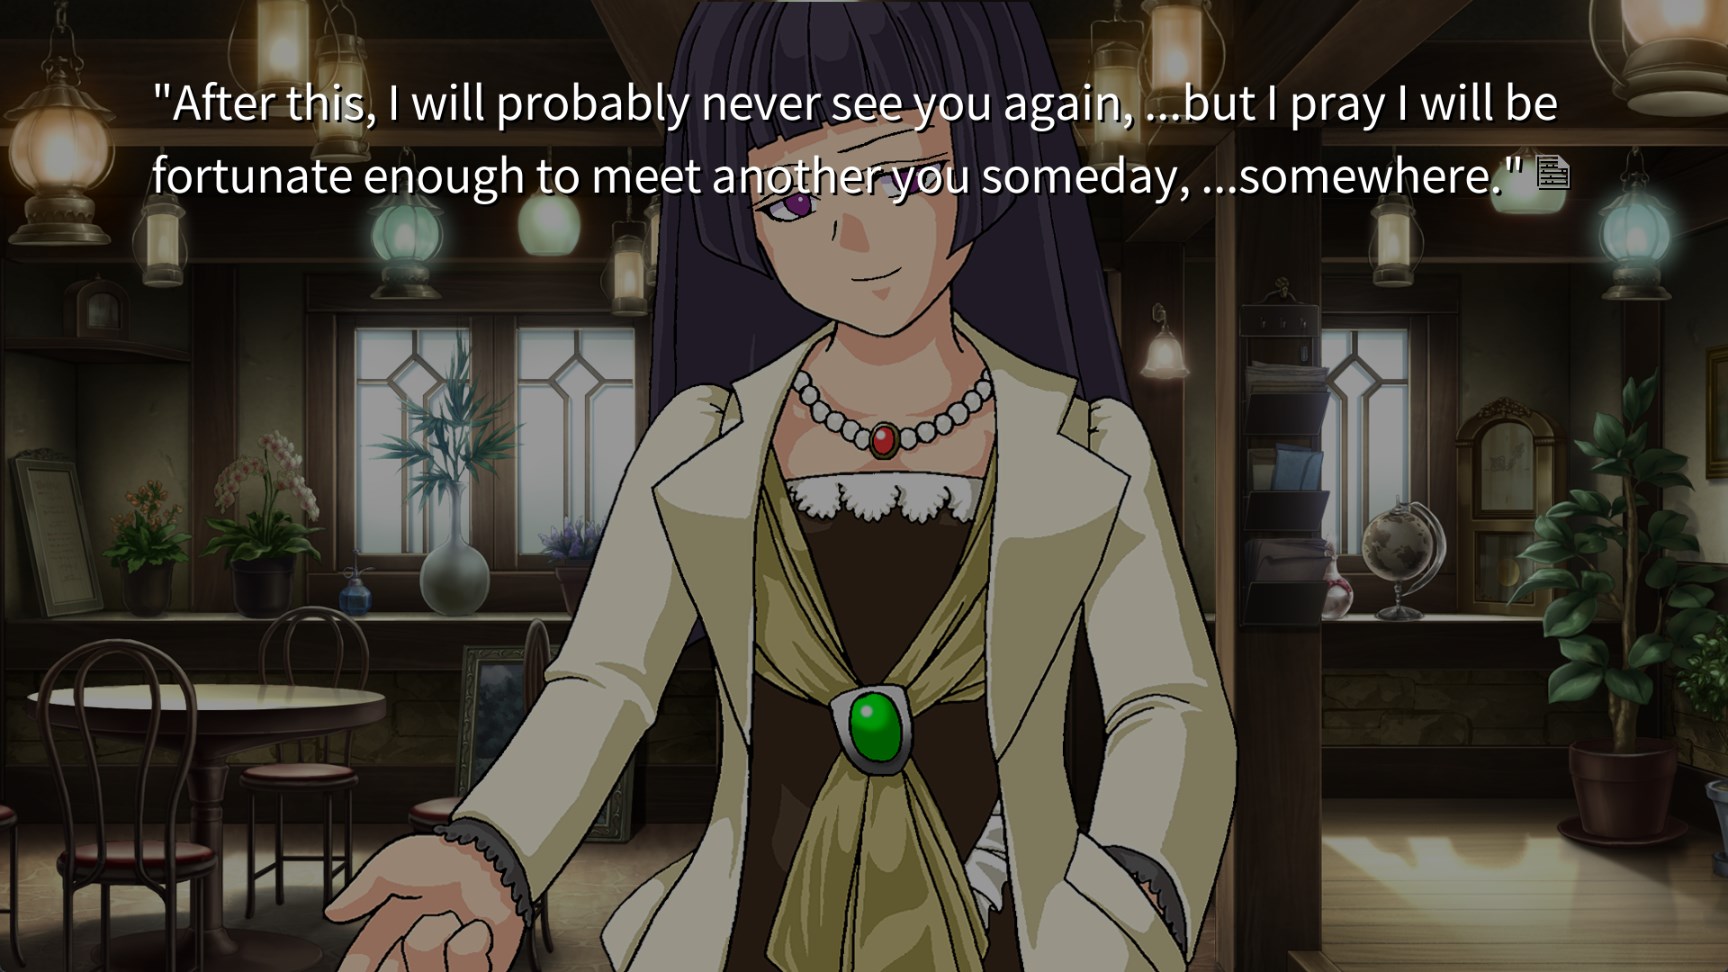 "After this, I will probably never see you again, ...but I pray I will be
fortunate enough to meet another you someday, ...somewhere."